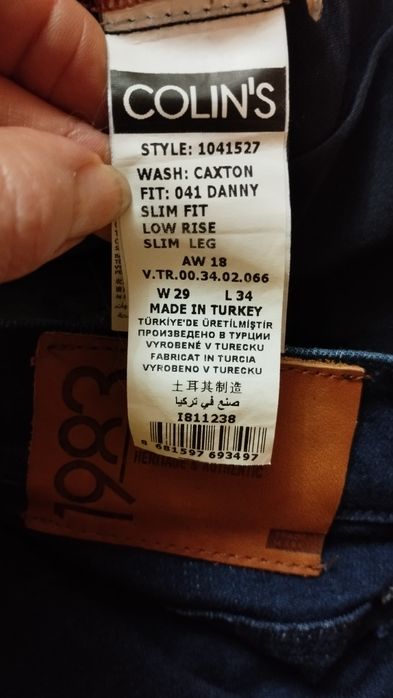 COLIN'S
STYLE: 1041527
WASH: CAXTON
FIT: 041 DANNY
SLIM FIT
LOW RISE
SLIM LEG
AW 18
V.TR.00.34.02.066
W 29 L 34
MADE IN TURKEY
TÜRKİYE'DE ÜRETİLMİŞTİR
ПРОИЗВЕДЕНО В ТУРЦИИ
VYROBENÉ V TURECKU
FABRICAT IN TURCIA
VYROBENO V TURECKU
土耳其制造
صنع في تركيا
I811238
8 681597 693497
1983
HERITAGE & AUTHENTIC